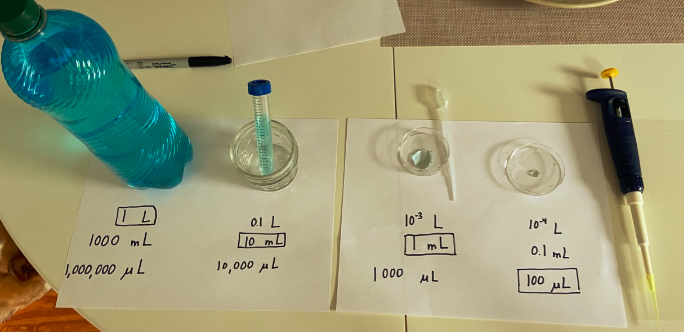 1 L
1000 mL
1,000,000 µL
0.1 L
10 mL
10,000 µL
10⁻³ L
1 mL
1000 µL
10⁻⁴ L
0.1 mL
100 µL